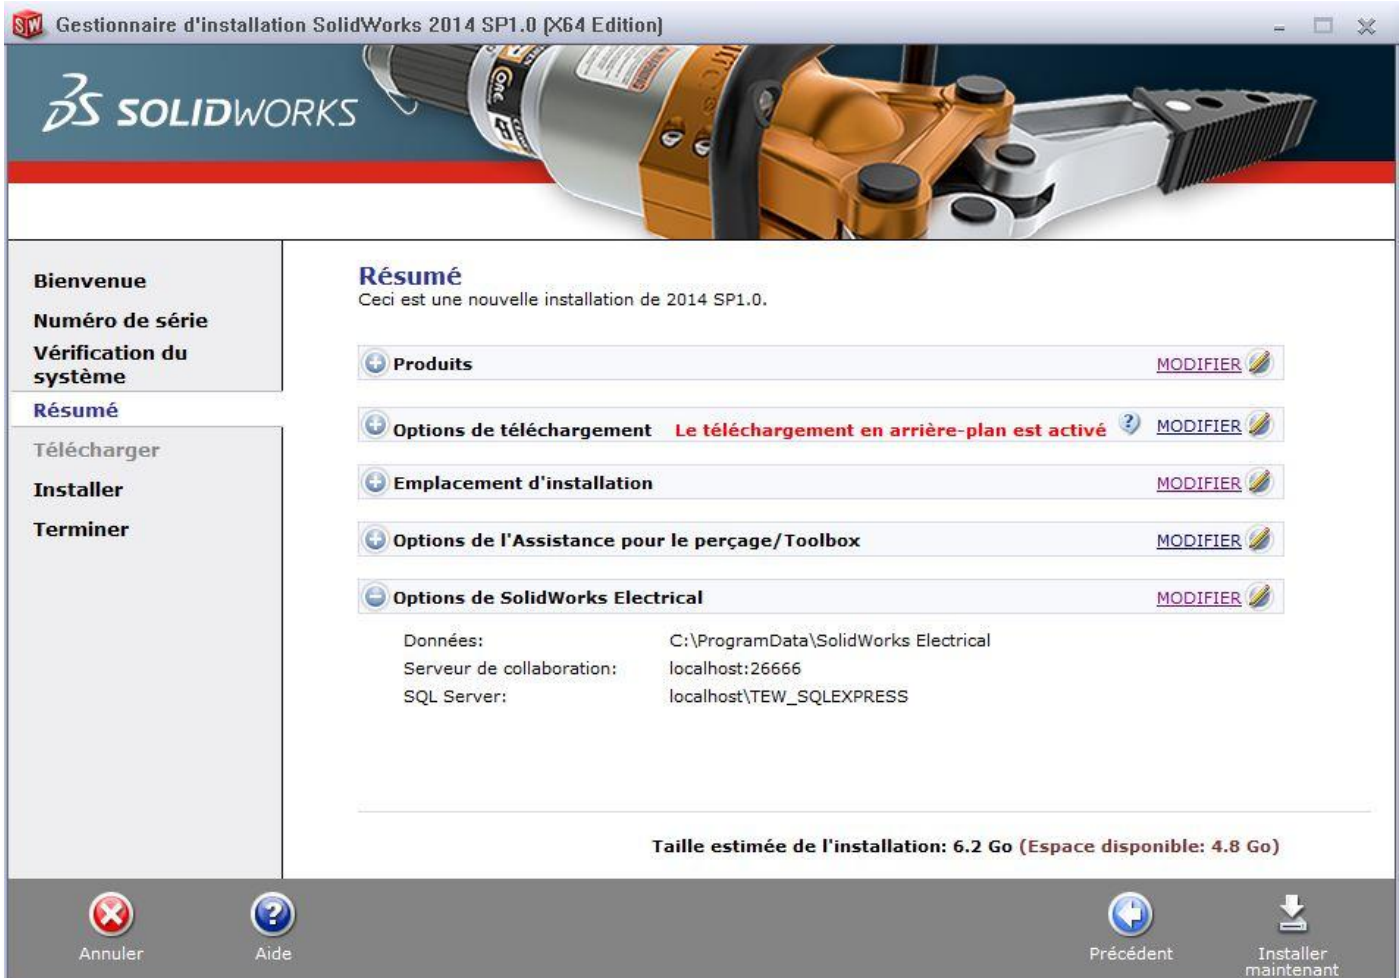 Gestionnaire d'installation SolidWorks 2014 SP1.0 (X64 Edition)
SOLIDWORKS
Bienvenue
Numéro de série
Vérification du
système
Résumé
Télécharger
Installer
Terminer
Résumé
Ceci est une nouvelle installation de 2014 SP1.0.
Produits MODIFIER
Options de téléchargement Le téléchargement en arrière-plan est activé ? MODIFIER
Emplacement d'installation MODIFIER
Options de l'Assistance pour le perçage/Toolbox MODIFIER
Options de SolidWorks Electrical MODIFIER
Données: C:\ProgramData\SolidWorks Electrical
Serveur de collaboration: localhost:26666
SQL Server: localhost\TEW_SQLEXPRESS
Taille estimée de l'installation: 6.2 Go (Espace disponible: 4.8 Go)
Annuler
Aide
Précédent
Installer
maintenant